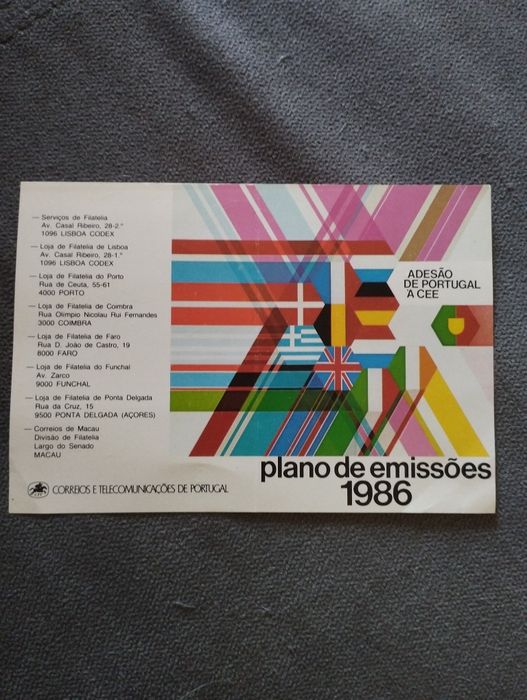 — Serviços de Filatelia
Av. Casal Ribeiro, 28-2.°
1096 LISBOA CODEX
— Loja de Filatelia de Lisboa
Av. Casal Ribeiro, 28-1.°
1096 LISBOA CODEX
— Loja de Filatelia do Porto
Rua de Ceuta, 55-61
4000 PORTO
— Loja de Filatelia de Coimbra
Rua Olímpio Nicolau Rui Fernandes
3000 COIMBRA
— Loja de Filatelia de Faro
Rua D. João de Castro, 19
8000 FARO
— Loja de Filatelia do Funchal
Av. Zarco
9000 FUNCHAL
— Loja de Filatelia de Ponta Delgada
Rua da Cruz, 15
9500 PONTA DELGADA (AÇORES)
— Correios de Macau
Divisão de Filatelia
Largo do Senado
MACAU
CORREIOS E TELECOMUNICAÇÕES DE PORTUGAL
ADESÃO
DE PORTUGAL
À CEE
plano de emissões
1986